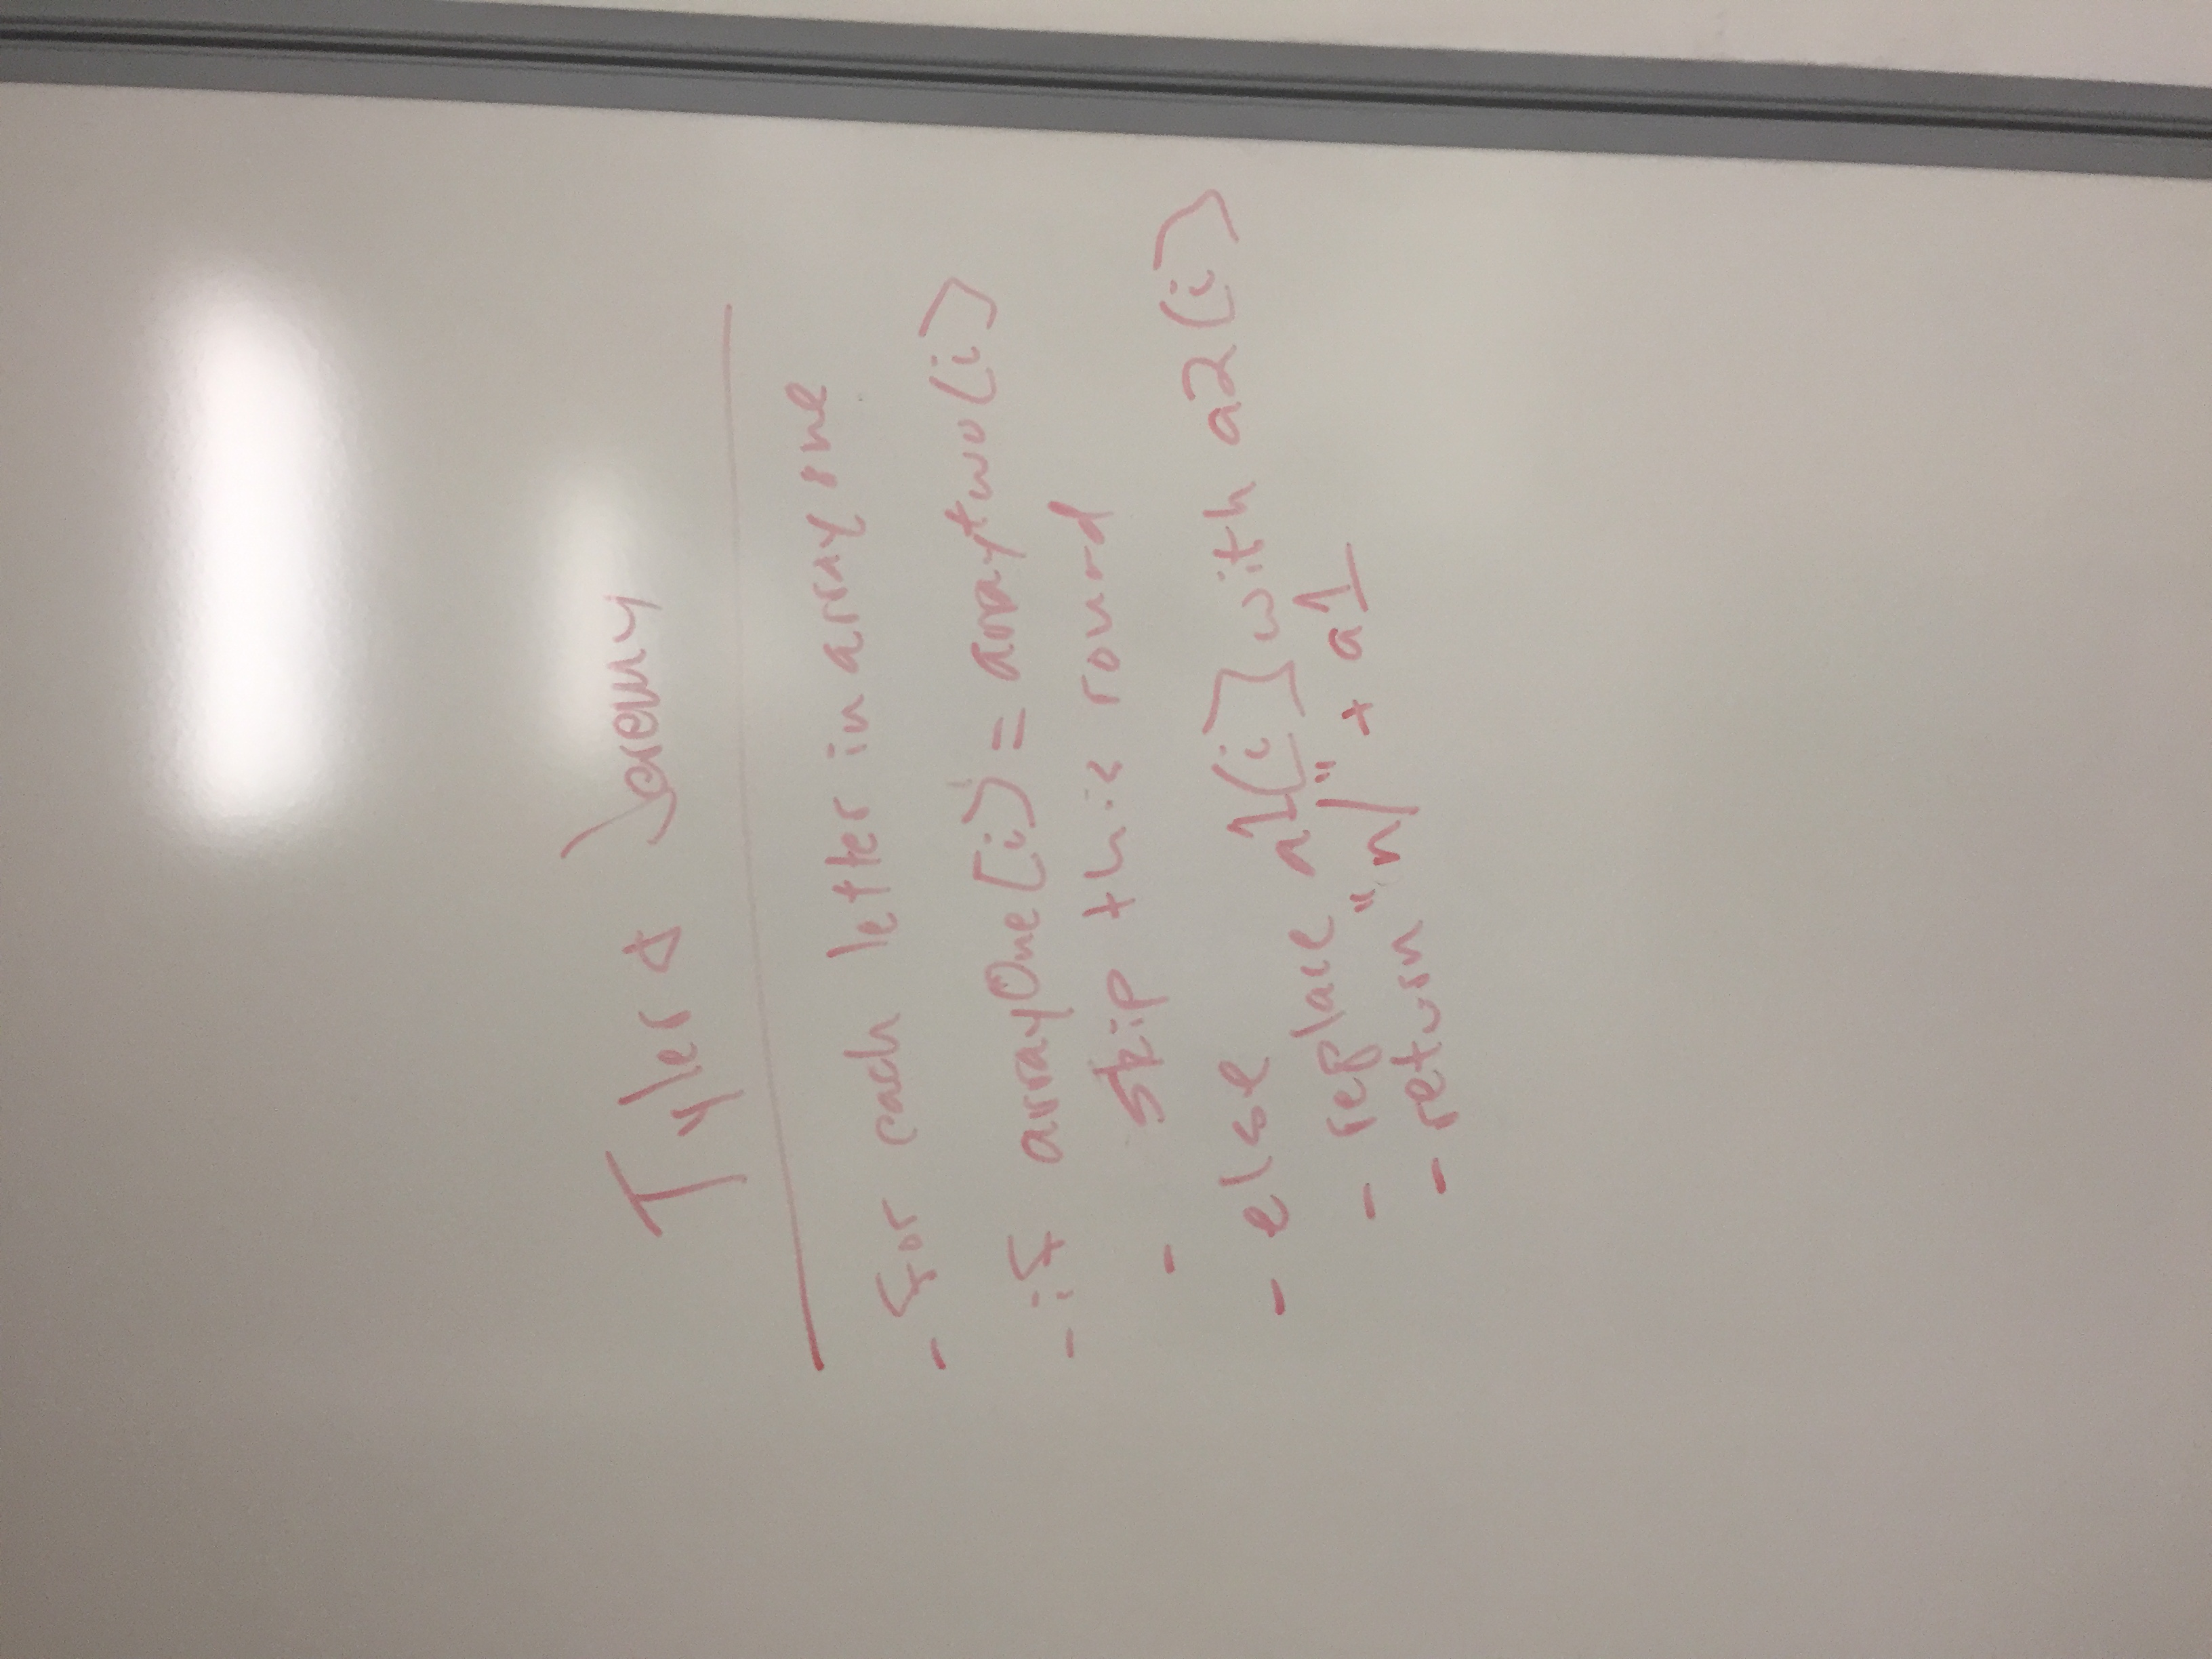 Tyler & Jeremy
- for each letter in array one
- if arrayOne[i] = arraytwo[i]
- skip this round
- else
- replace a1[i] with a2[i]
- return "n/" + a1